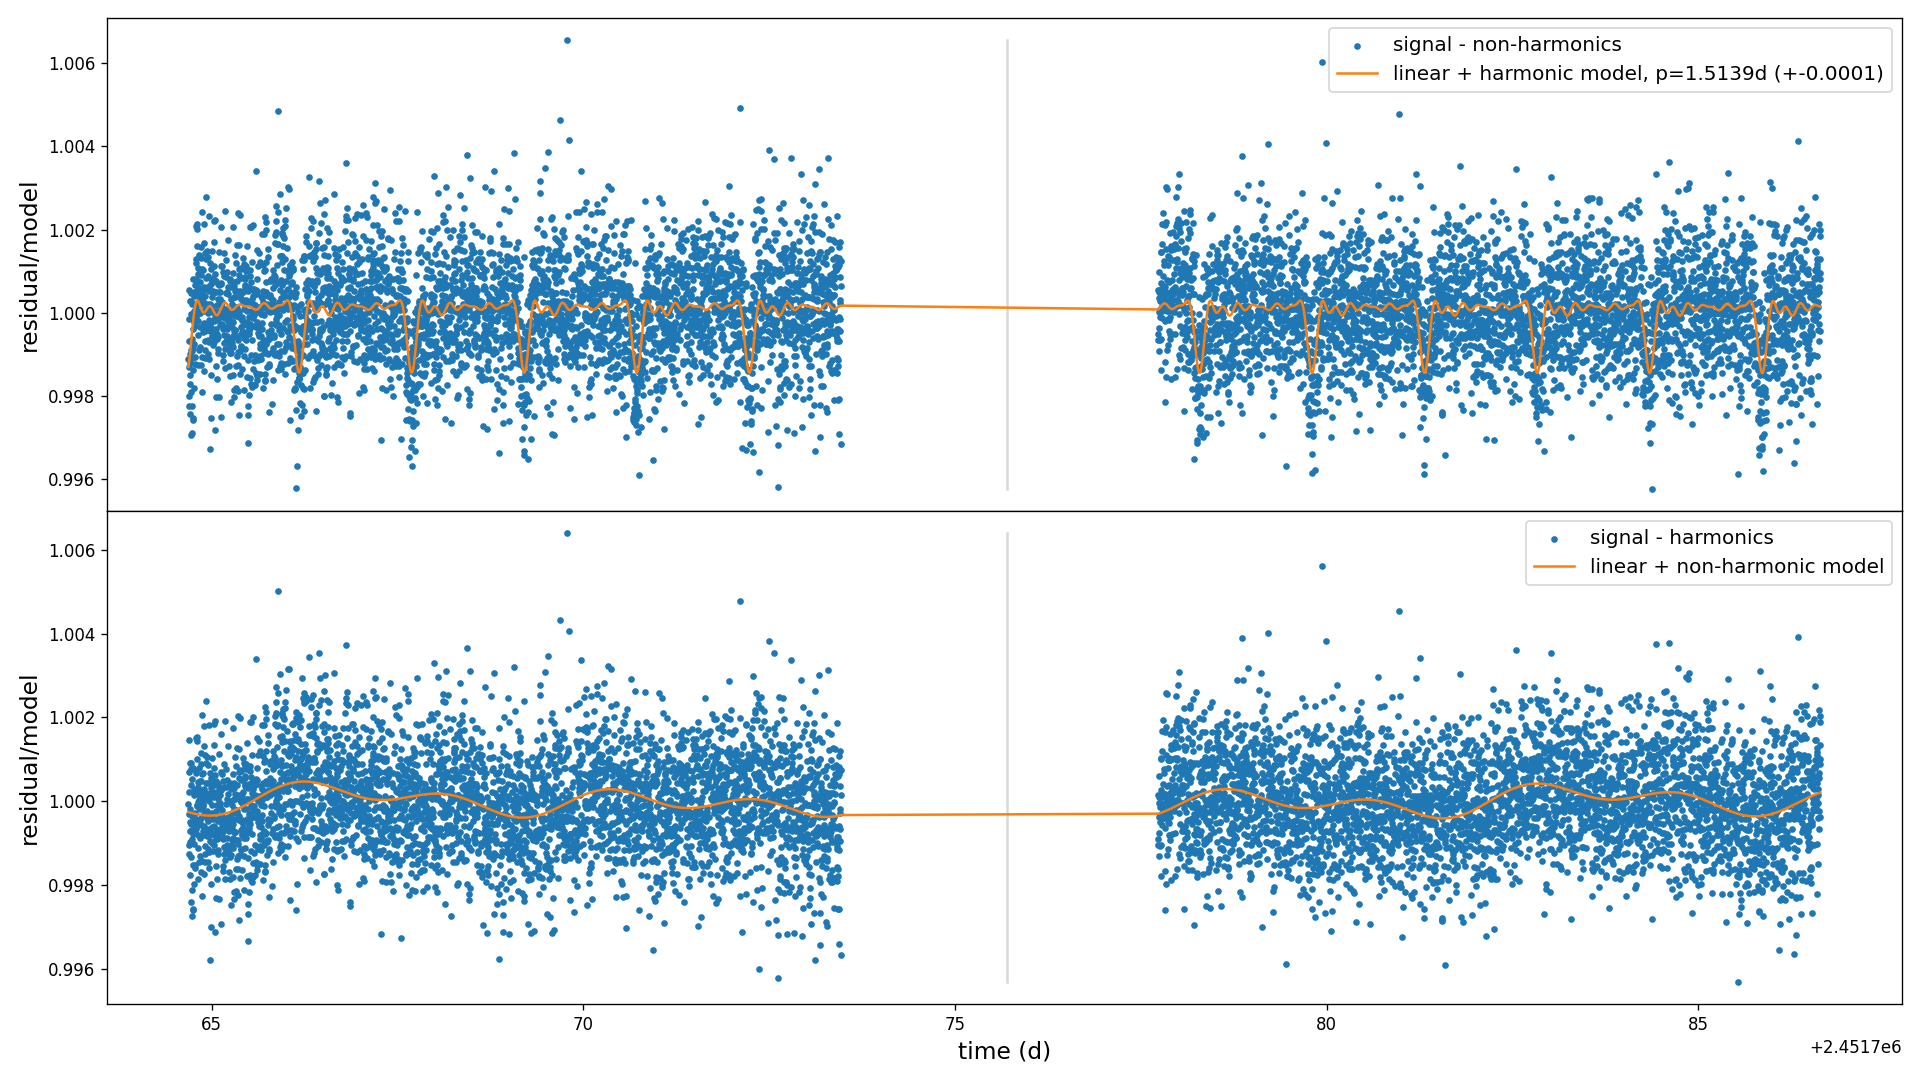 signal - non-harmonics
linear + harmonic model, p=1.5139d (+-0.0001)
residual/model
1.006
1.004
1.002
1.000
0.998
0.996
signal - harmonics
linear + non-harmonic model
residual/model
1.006
1.004
1.002
1.000
0.998
0.996
65
70
75
80
85
time (d)
+2.4517e6